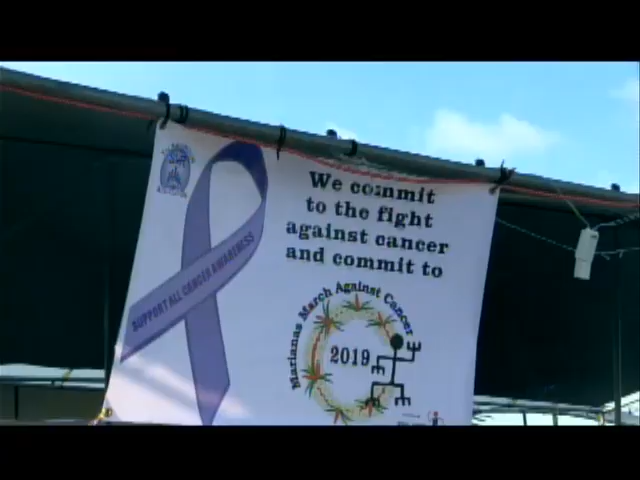 We commit
to the fight
against cancer
and commit to
SUPPORT ALL CANCER AWARENESS
Marianas March Against Cancer
2019